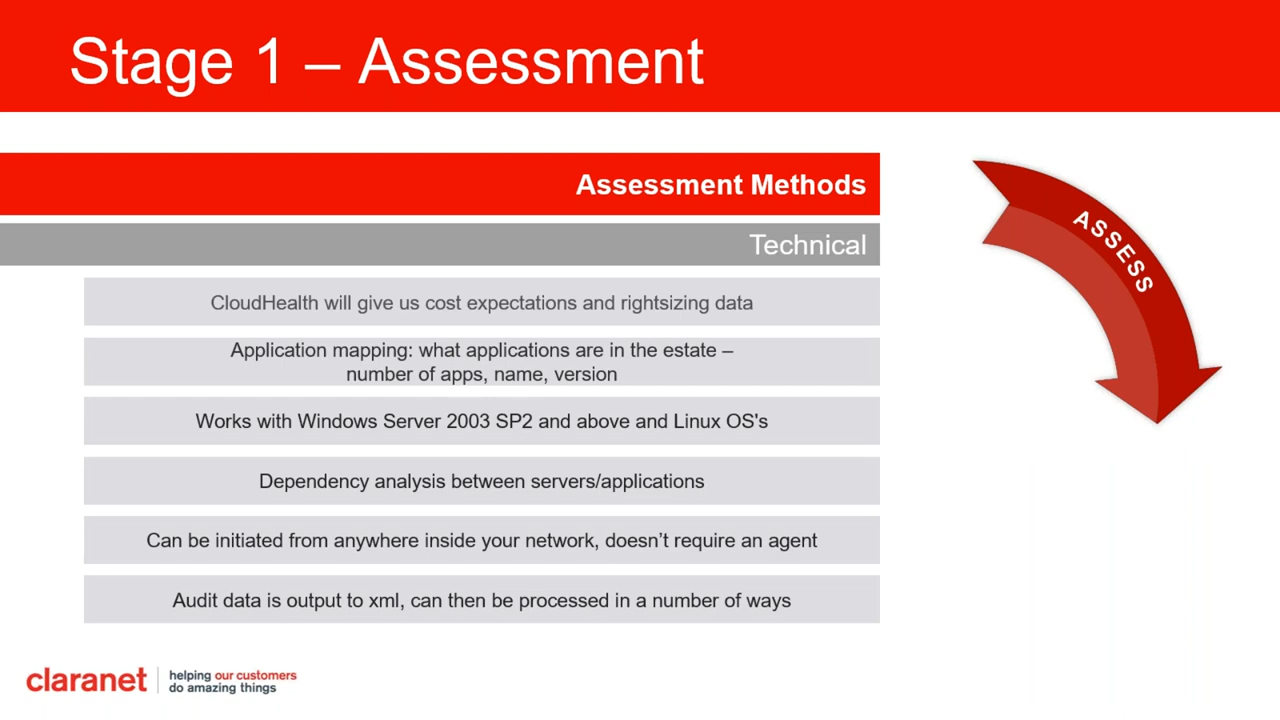 Stage 1 – Assessment
Assessment Methods
Technical
CloudHealth will give us cost expectations and rightsizing data
Application mapping: what applications are in the estate –
number of apps, name, version
Works with Windows Server 2003 SP2 and above and Linux OS's
Dependency analysis between servers/applications
Can be initiated from anywhere inside your network, doesn’t require an agent
Audit data is output to xml, can then be processed in a number of ways
ASSESS
claranet
helping our customers
do amazing things